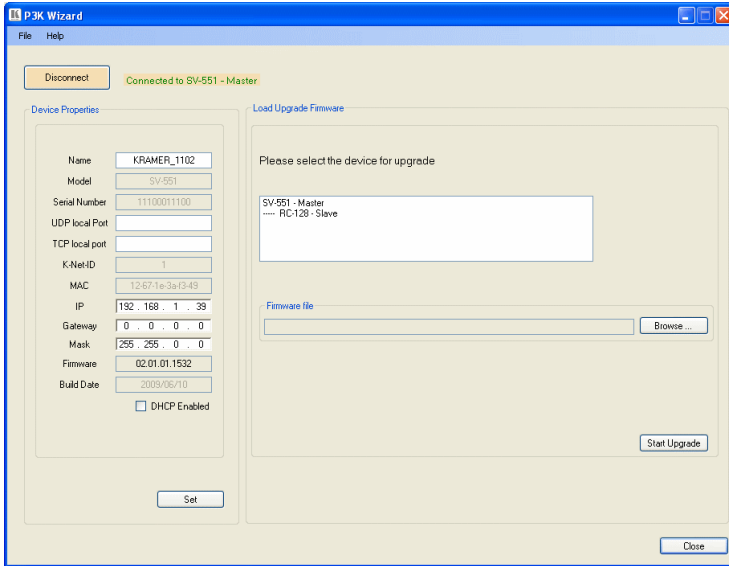 P3K Wizard
File Help
Disconnect Connected to SV-551 - Master
Device Properties
Name KRAMER_1102
Model SV-551
Serial Number 11100011100
UDP local Port
TCP local port
K-Net-ID 1
MAC 12-67-1e-3a-f3-49
IP 192 . 168 . 1 . 39
Gateway 0 . 0 . 0 . 0
Mask 255 . 255 . 0 . 0
Firmware 02.01.01.1532
Build Date 2009/06/10
DHCP Enabled
Set
Load Upgrade Firmware
Please select the device for upgrade
SV-551 - Master
---- RC-128 - Slave
Firmware file
Browse ...
Start Upgrade
Close